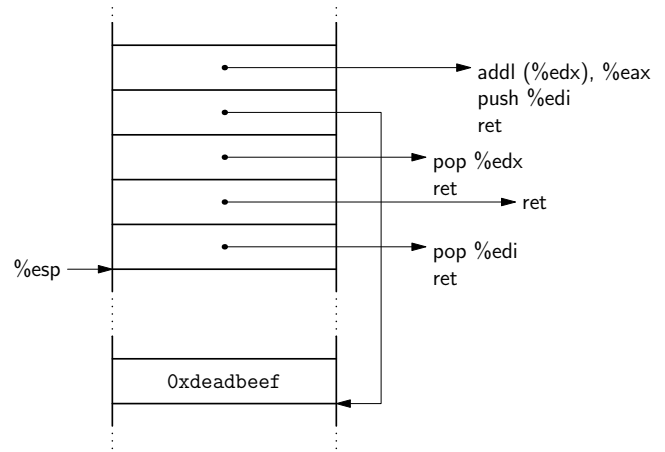 addl (%edx), %eax
push %edi
ret
pop %edx
ret
ret
pop %edi
ret
%esp
0xdeadbeef